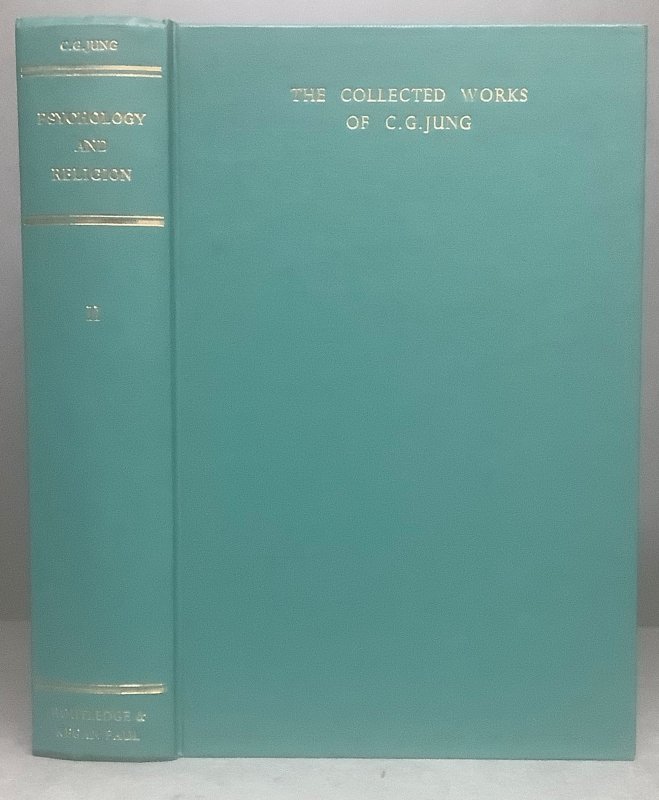 C.G.JUNG
PSYCHOLOGY
AND
RELIGION
11
ROUTLEDGE &
KEGAN PAUL
THE COLLECTED WORKS
OF C.G.JUNG